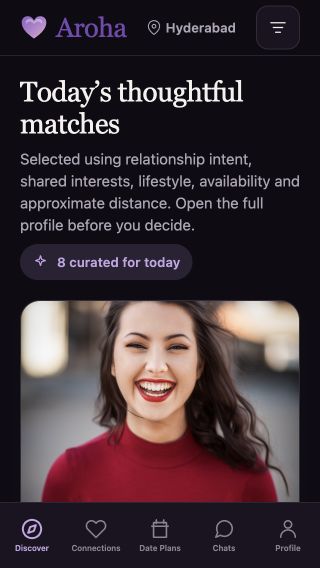 Aroha
Hyderabad
Today’s thoughtful
matches
Selected using relationship intent,
shared interests, lifestyle, availability and
approximate distance. Open the full
profile before you decide.
8 curated for today
Discover
Connections
Date Plans
Chats
Profile